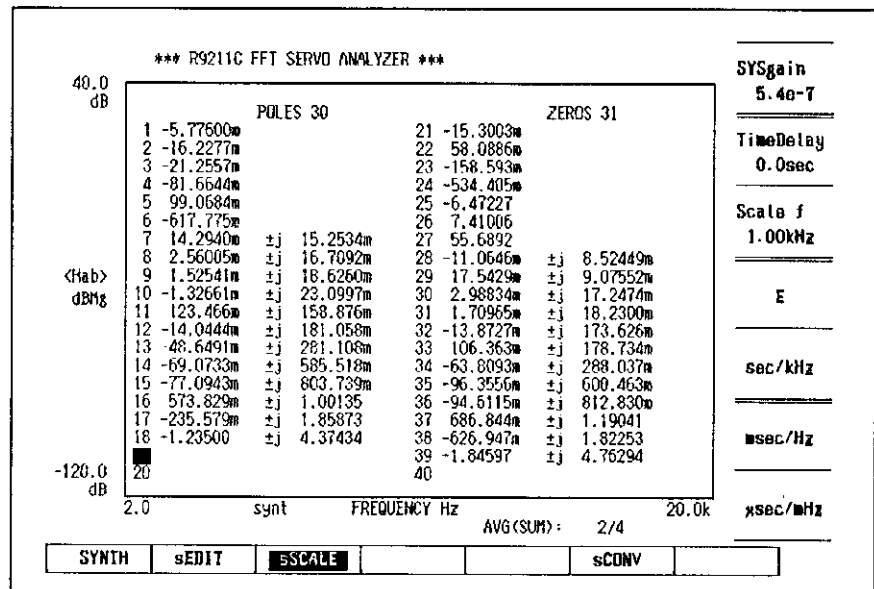 *** R9211C FFT SERVO ANALYZER ***
40.0
dB
POLES 30 ZEROS 31
1 -5.77600m 21 -15.3003m
2 -16.2277m 22 58.0886m
3 -21.2557m 23 -158.593m
4 -81.6644m 24 -534.405m
5 99.0684m 25 -6.47227
6 -617.775m 26 7.41006
7 14.2940m ±j 15.2534m 27 55.6892
8 2.56005m ±j 16.7092m 28 -11.0646m ±j 8.52449m
<Hab> 9 1.52541m ±j 18.6260m 29 17.5429m ±j 9.07552m
dBMg 10 -1.32661m ±j 23.0997m 30 2.98834m ±j 17.2474m
11 123.466m ±j 158.876m 31 1.70965m ±j 18.2300m
12 -14.0444m ±j 181.058m 32 -13.8727m ±j 173.626m
13 -48.6491m ±j 281.108m 33 106.363m ±j 178.734m
14 -69.0733m ±j 585.518m 34 -63.8093m ±j 288.037m
15 -77.0943m ±j 803.739m 35 -96.3556m ±j 600.463m
16 573.829m ±j 1.00135 36 -94.6115m ±j 812.830m
17 -235.579m ±j 1.85873 37 686.844m ±j 1.19041
18 -1.23500 ±j 4.37434 38 -626.947m ±j 1.82253
39 -1.84597 ±j 4.76294
-120.0 20 40
dB
2.0 synt FREQUENCY Hz 20.0k
AVG(SUM): 2/4
SYSgain
5.4e-7
TimeDelay
0.0sec
Scale f
1.00kHz
E
sec/kHz
msec/Hz
μsec/mHz
SYNTH sEDIT sSCALE sCONV